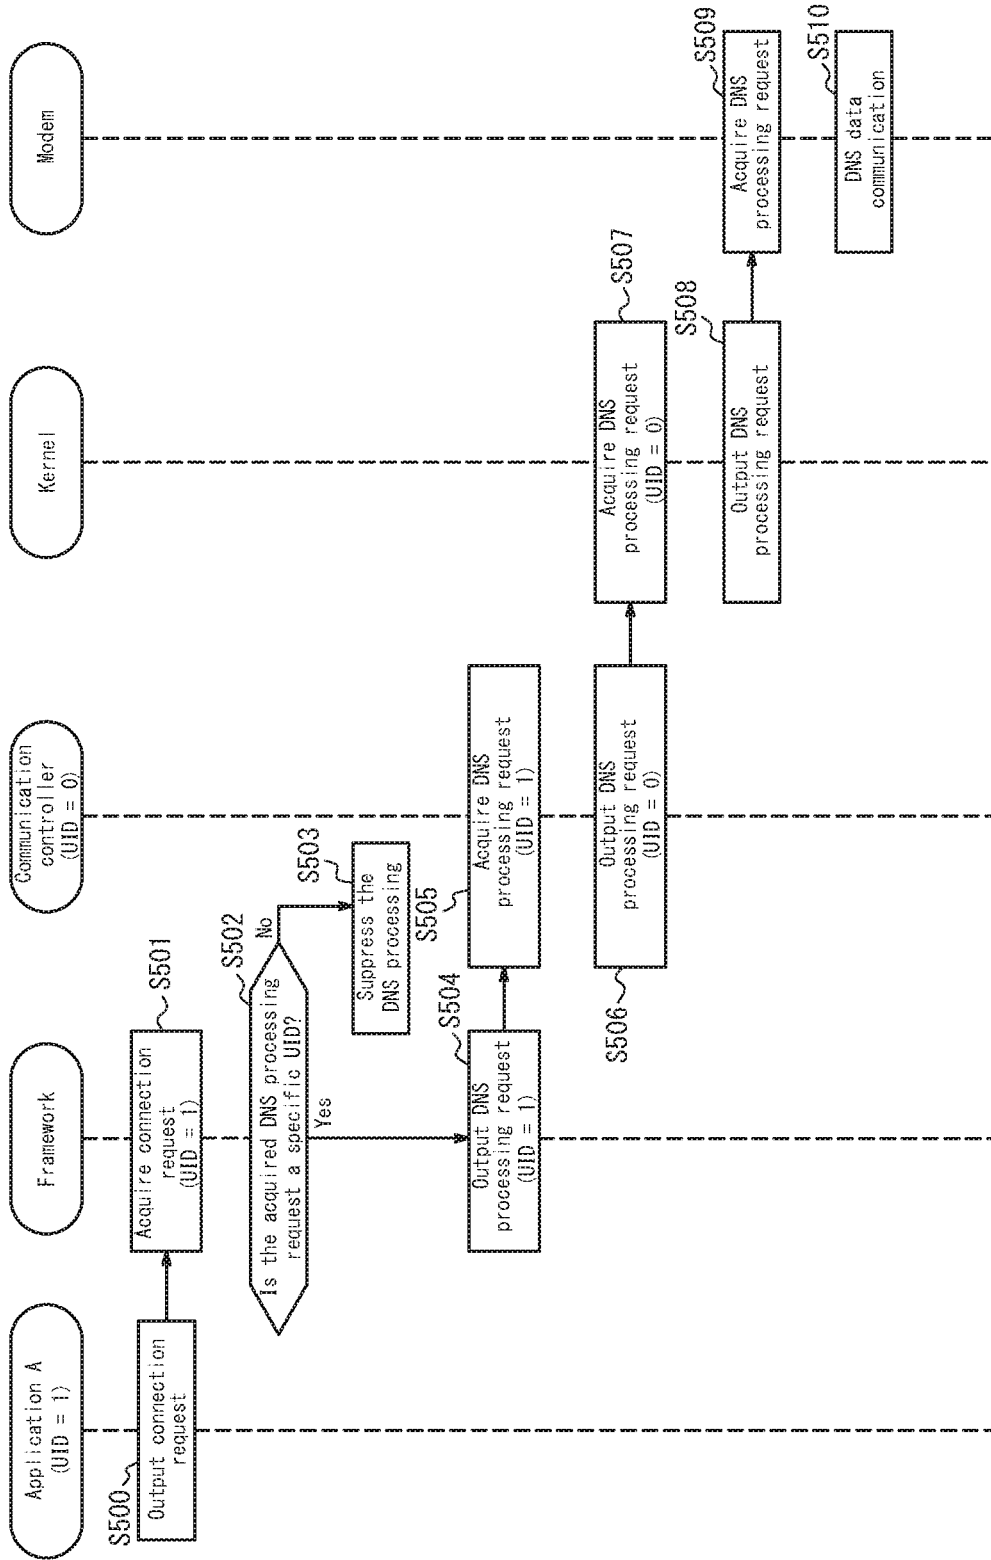 Application A
(UID = 1)
Framework
Communication
controller
(UID = 0)
Kernel
Modem
S500
Output connection
request
S501
Acquire connection
request
(UID = 1)
S502
Is the acquired DNS processing
request a specific UID?
No
Yes
S503
Suppress the
DNS processing
S504
Output DNS
processing request
(UID = 1)
S505
Acquire DNS
processing request
(UID = 1)
S506
Output DNS
processing request
(UID = 0)
S507
Acquire DNS
processing request
(UID = 0)
S508
Output DNS
processing request
S509
Acquire DNS
processing request
S510
DNS data
communication